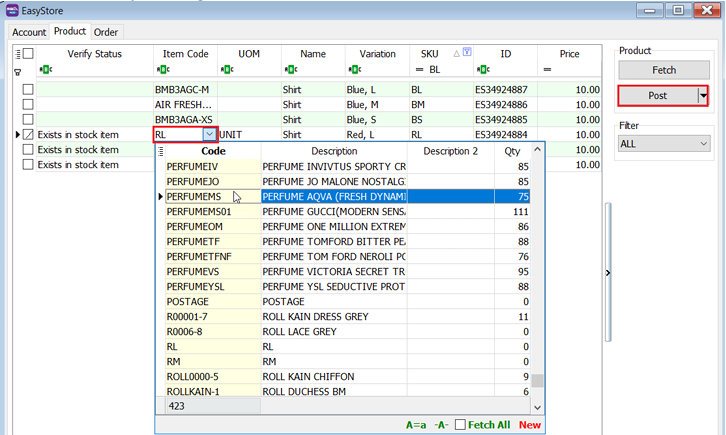 EasyStore
Account Product Order
Verify Status Item Code UOM Name Variation SKU ID Price
= BL =
BMB3AGC-M Shirt Blue, L BL ES34924887 10.00
AIR FRESH... Shirt Blue, M BM ES34924886 10.00
BMB3AGA-XS Shirt Blue, S BS ES34924885 10.00
Exists in stock item RL UNIT Shirt Red, L RL ES34924884 10.00
Exists in stock item 10.00
Exists in stock item 10.00
Product
Fetch
Post
Filter
ALL
Code Description Description 2 Qty
PERFUMEIV PERFUME INVIVTUS SPORTY CR 85
PERFUMEJO PERFUME JO MALONE NOSTALG 85
PERFUMEMS PERFUME AQVA (FRESH DYNAMI 75
PERFUMEMS01 PERFUME GUCCI(MODERN SENS 111
PERFUMEOM PERFUME ONE MILLION EXTREM 86
PERFUMETF PERFUME TOMFORD BITTER PE 88
PERFUMETFNF PERFUME TOM FORD NEROLI PO 76
PERFUMEVS PERFUME VICTORIA SECRET TR 95
PERFUMEYSL PERFUME YSL SEDUCTIVE PROT 88
POSTAGE POSTAGE 0
R00001-7 ROLL KAIN DRESS GREY 11
R0006-8 ROLL LACE GREY 0
RL RL 0
RM RM 0
ROLL0000-5 ROLL KAIN CHIFFON 9
ROLLKAIN-1 ROLL DUCHESS BM 6
423
A=a -A- Fetch All New